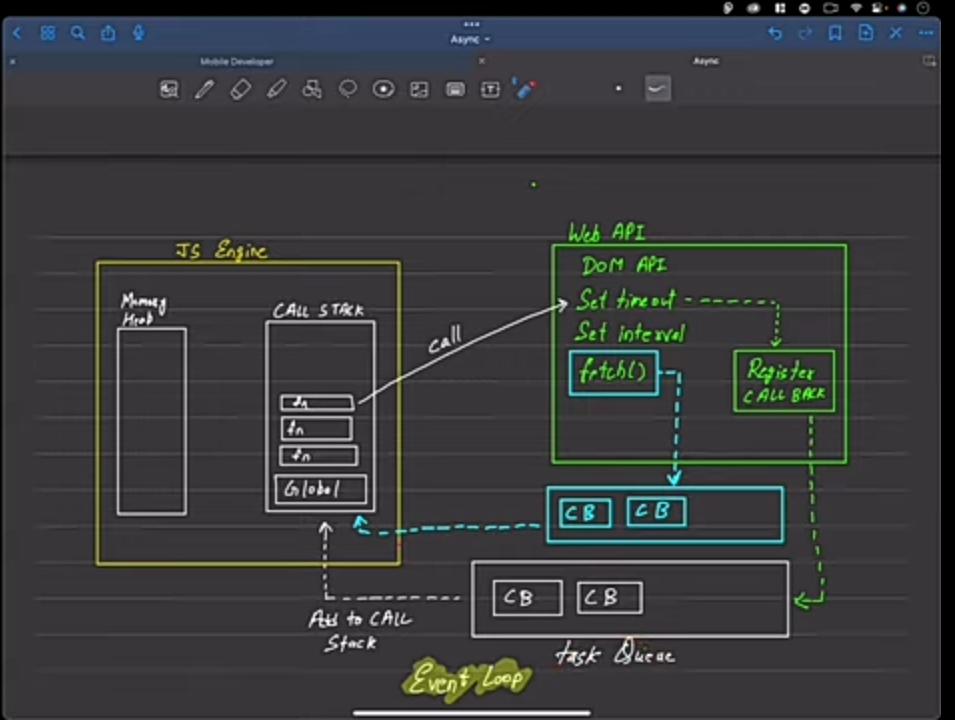 Async
Mobile Developer
Async
JS Engine
Memory
Heap
CALL STACK
fn
fn
fn
Global
call
Web API
DOM API
Set timeout
Set interval
fetch()
Register
CALL BACK
CB
CB
CB
CB
Add to CALL
Stack
task Queue
Event Loop